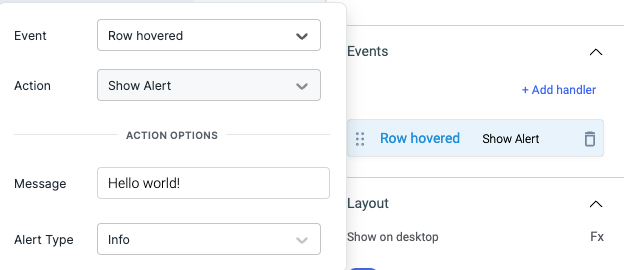 Event
Row hovered
Action
Show Alert
ACTION OPTIONS
Message
Hello world!
Alert Type
Info
Events
+ Add handler
Row hovered
Show Alert
Layout
Show on desktop
Fx